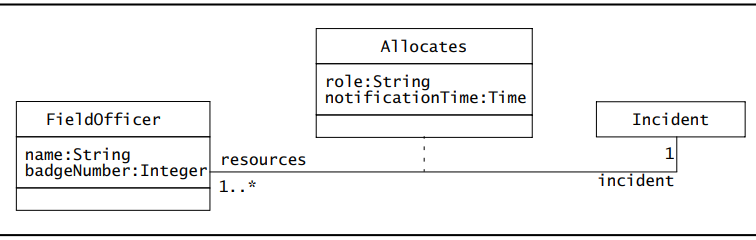 Allocates
role:String
notificationTime:Time
FieldOfficer
name:String
badgeNumber:Integer
Incident
resources
1..*
1
incident